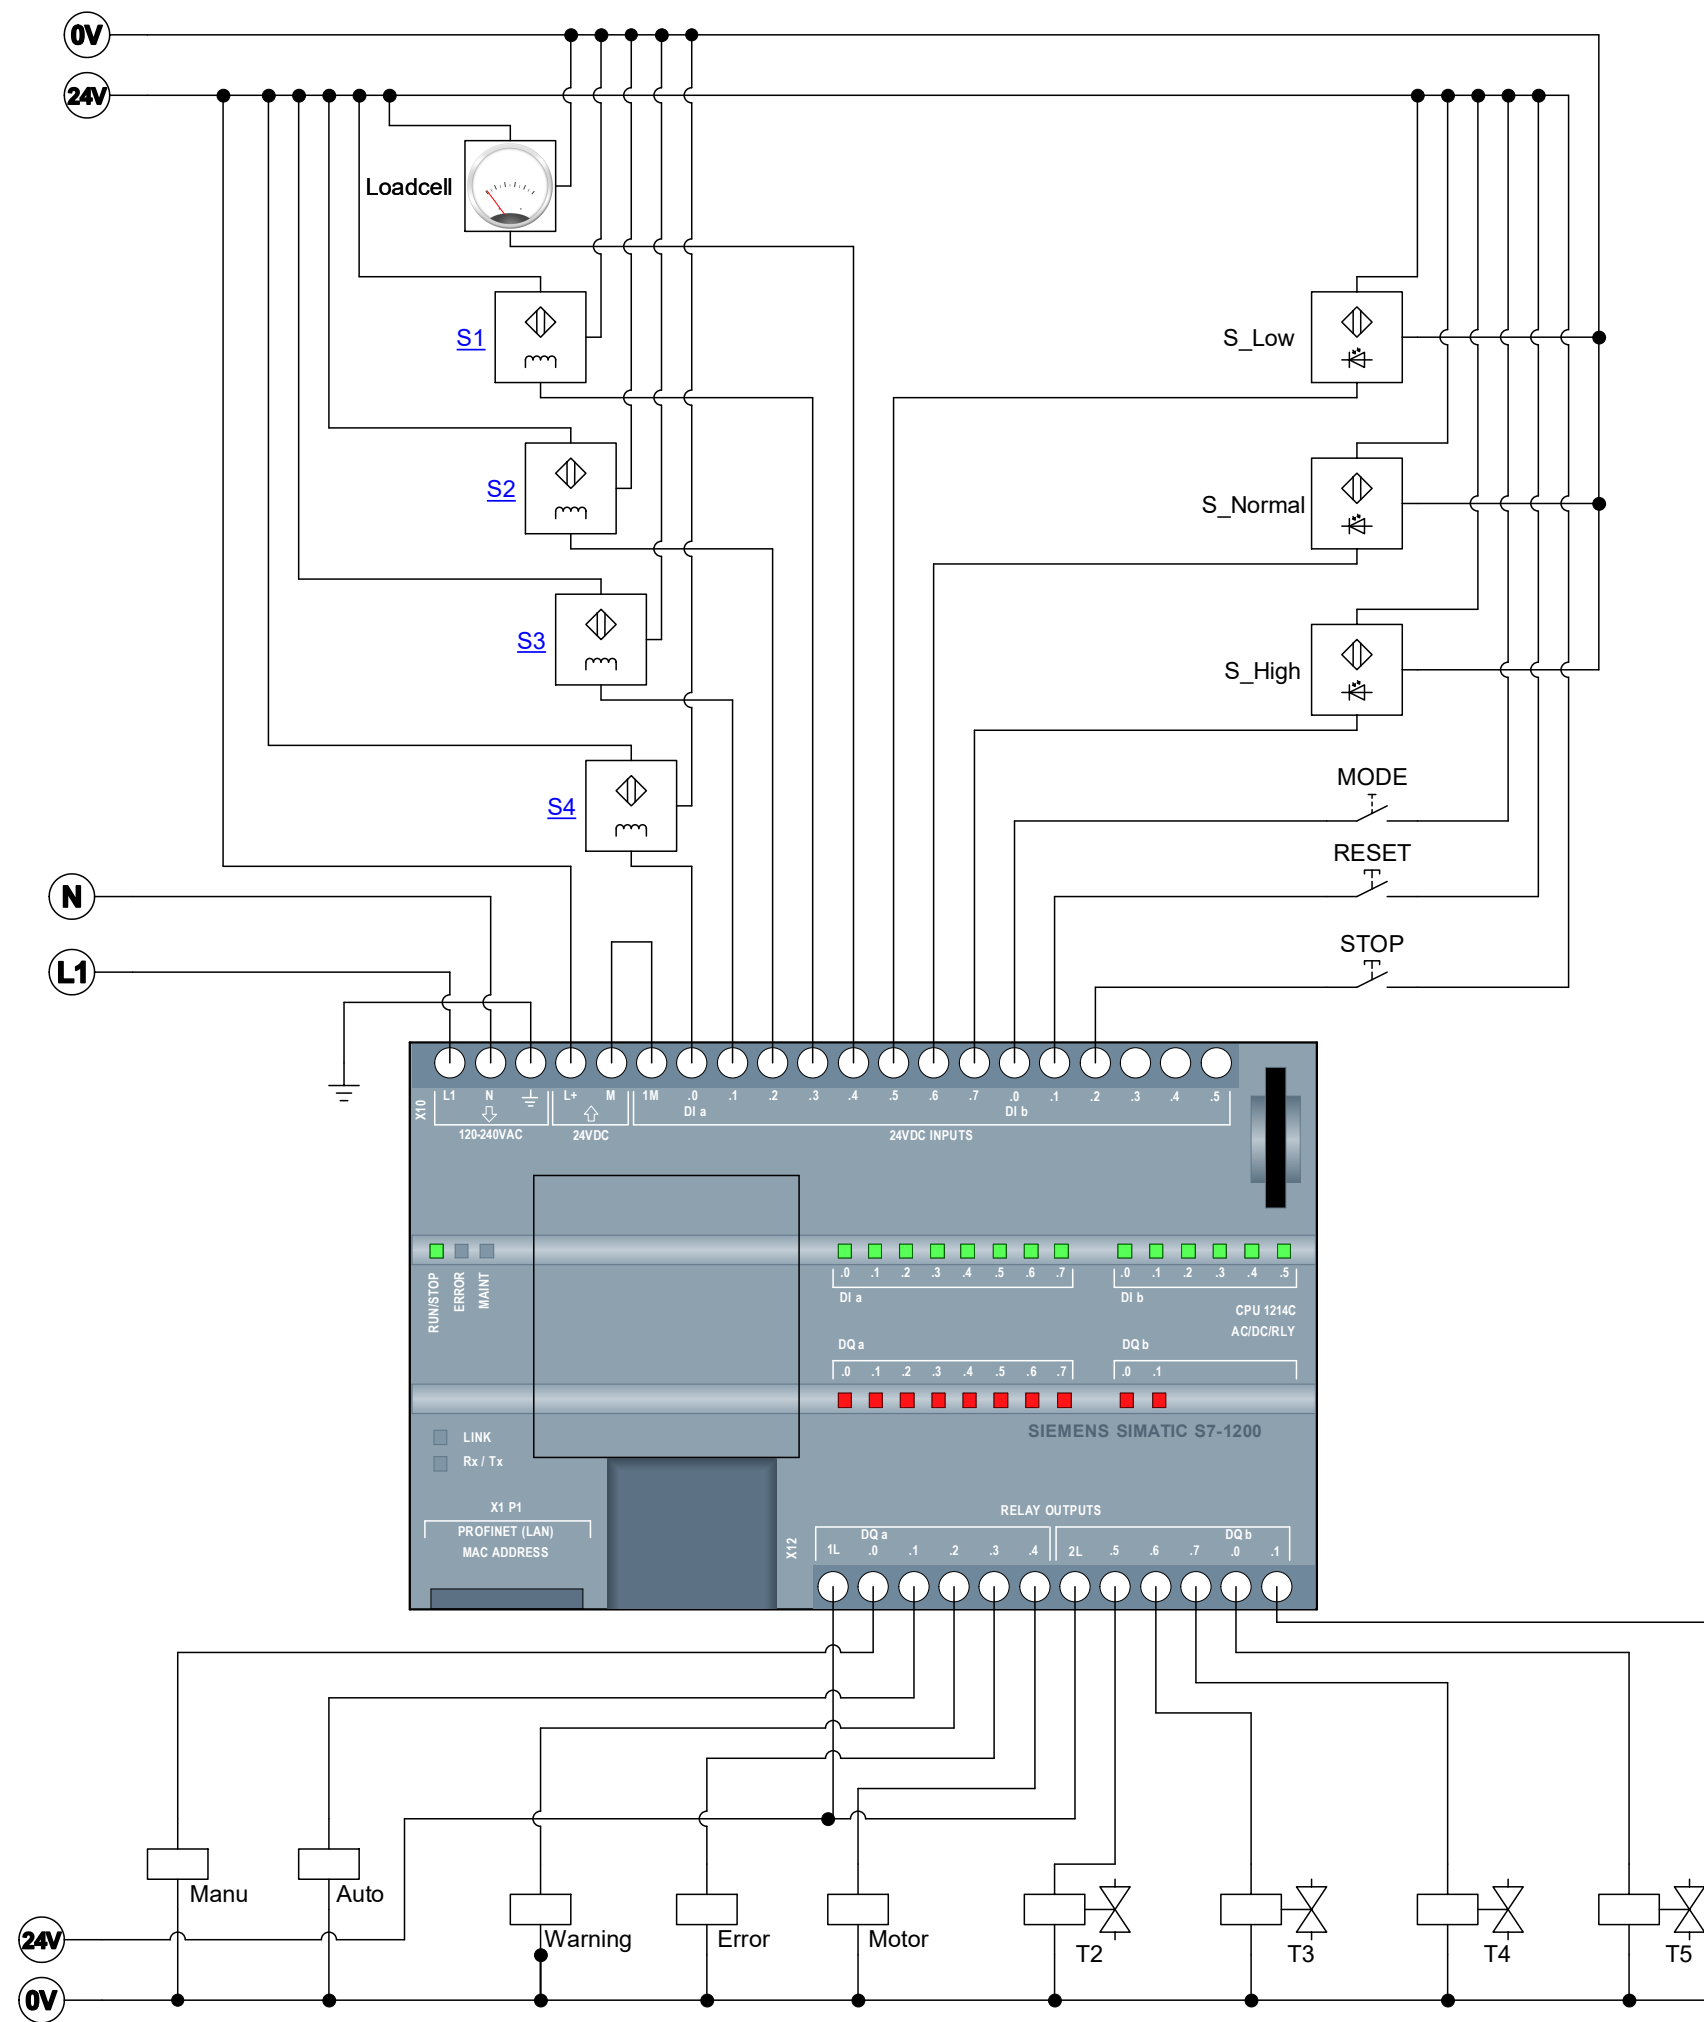 0V
24V
Loadcell
S1
S_Low
S2
S_Normal
S3
S_High
MODE
S4
RESET
N
STOP
L1
X10
L1 N L+ M 1M .0 .1 .2 .3 .4 .5 .6 .7 .0 .1 .2 .3 .4 .5
DI a DI b
120-240VAC 24VDC 24VDC INPUTS
RUN/STOP
ERROR
MAINT
.0 .1 .2 .3 .4 .5 .6 .7 .0 .1 .2 .3 .4 .5
DI a DI b
CPU 1214C
AC/DC/RLY
DQ a DQ b
.0 .1 .2 .3 .4 .5 .6 .7 .0 .1
SIEMENS SIMATIC S7-1200
LINK
Rx / Tx
X1 P1
PROFINET (LAN)
MAC ADDRESS
RELAY OUTPUTS
X12
DQ a DQ b
1L .0 .1 .2 .3 .4 2L .5 .6 .7 .0 .1
Manu
Auto
Warning
Error
Motor
T2
T3
T4
T5
24V
0V